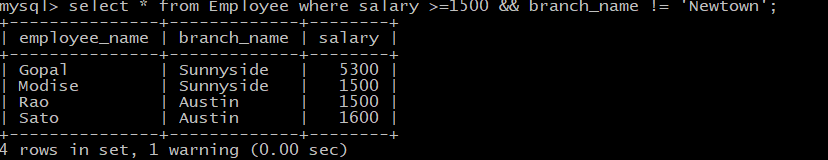 mysql> select * from Employee where salary >=1500 && branch_name != 'Newtown';
+---------------+-------------+--------+
| employee_name | branch_name | salary |
+---------------+-------------+--------+
| Gopal         | Sunnyside   |   5300 |
| Modise        | Sunnyside   |   1500 |
| Rao           | Austin      |   1500 |
| Sato          | Austin      |   1600 |
+---------------+-------------+--------+
4 rows in set, 1 warning (0.00 sec)